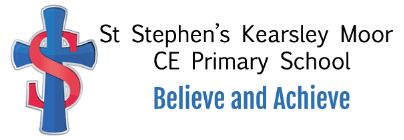 St Stephen's Kearsley Moor
CE Primary School
Believe and Achieve